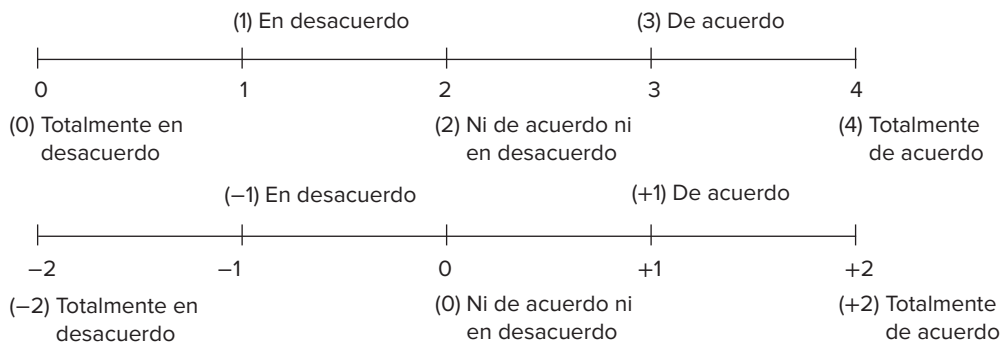 (1) En desacuerdo (3) De acuerdo
0 1 2 3 4
(0) Totalmente en (2) Ni de acuerdo ni (4) Totalmente
desacuerdo en desacuerdo de acuerdo
(−1) En desacuerdo (+1) De acuerdo
−2 −1 0 +1 +2
(−2) Totalmente en (0) Ni de acuerdo ni (+2) Totalmente
desacuerdo en desacuerdo de acuerdo